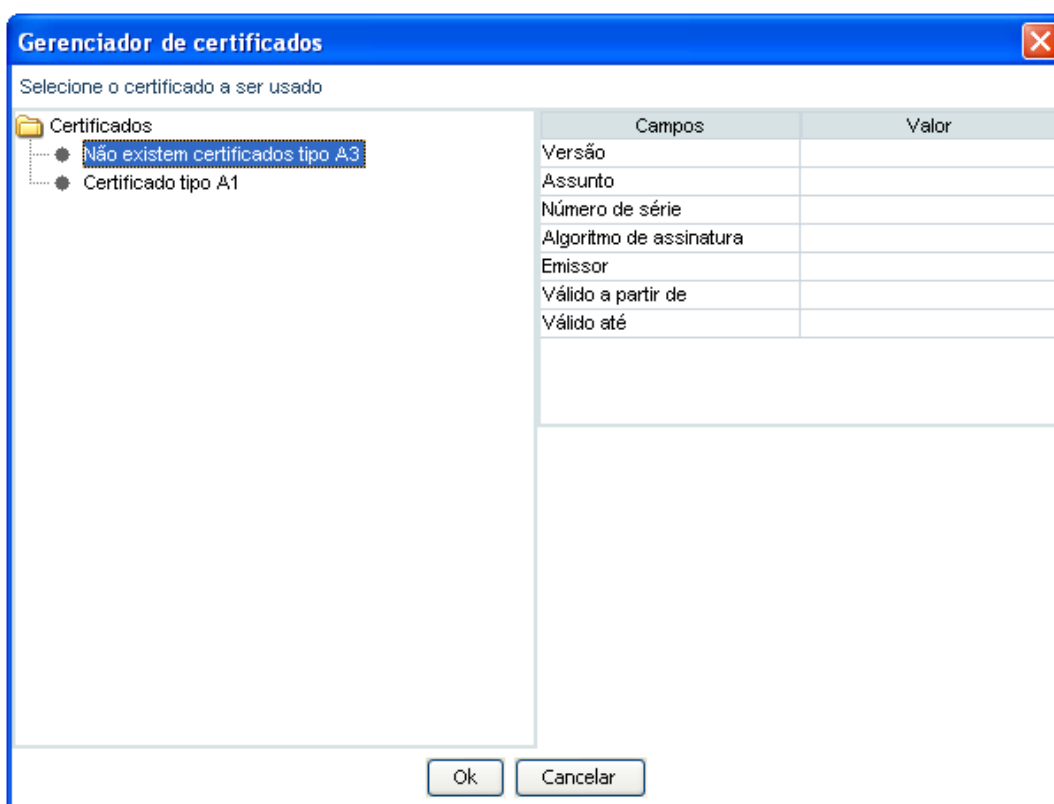 Gerenciador de certificados
Selecione o certificado a ser usado
Certificados
Não existem certificados tipo A3
Certificado tipo A1
Campos Valor
Versão
Assunto
Número de série
Algoritmo de assinatura
Emissor
Válido a partir de
Válido até
Ok Cancelar